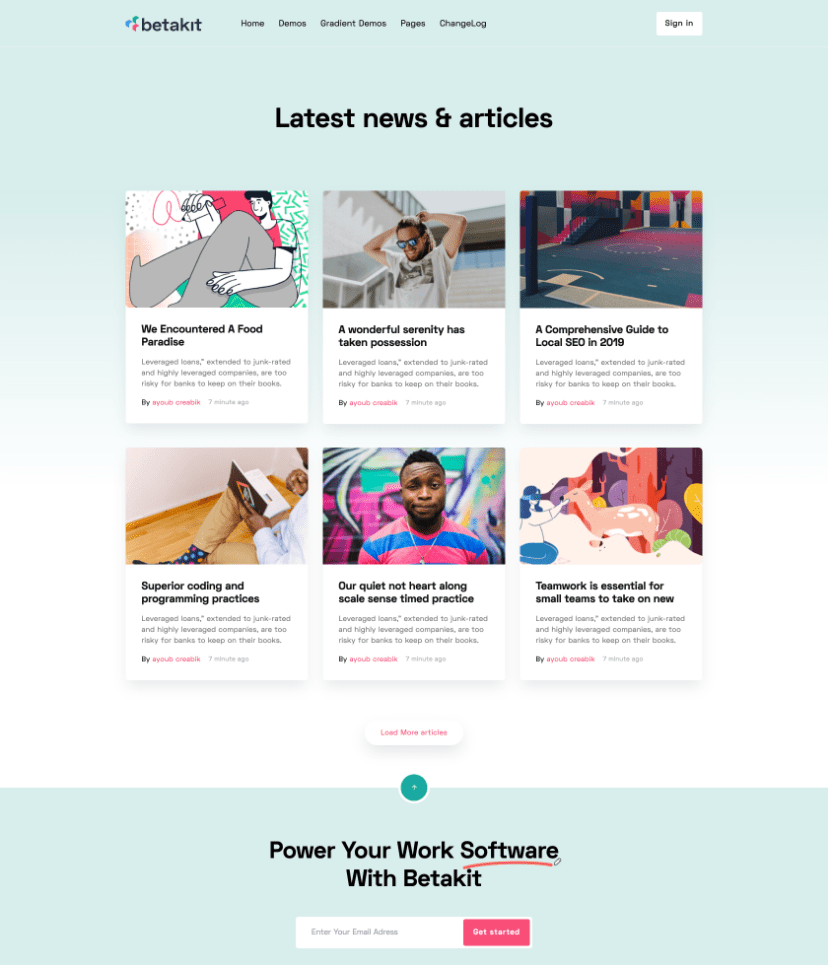 betakit
Home Demos Gradient Demos Pages ChangeLog
Sign in
Latest news & articles
We Encountered A Food
Paradise
Leveraged loans,” extended to junk-rated
and highly leveraged companies, are too
risky for banks to keep on their books.
By ayoub creabik 7 minute ago
A wonderful serenity has
taken possession
Leveraged loans,” extended to junk-rated
and highly leveraged companies, are too
risky for banks to keep on their books.
By ayoub creabik 7 minute ago
A Comprehensive Guide to
Local SEO in 2019
Leveraged loans,” extended to junk-rated
and highly leveraged companies, are too
risky for banks to keep on their books.
By ayoub creabik 7 minute ago
Superior coding and
programming practices
Leveraged loans,” extended to junk-rated
and highly leveraged companies, are too
risky for banks to keep on their books.
By ayoub creabik 7 minute ago
Our quiet not heart along
scale sense timed practice
Leveraged loans,” extended to junk-rated
and highly leveraged companies, are too
risky for banks to keep on their books.
By ayoub creabik 7 minute ago
Teamwork is essential for
small teams to take on new
Leveraged loans,” extended to junk-rated
and highly leveraged companies, are too
risky for banks to keep on their books.
By ayoub creabik 7 minute ago
Load More articles
Power Your Work Software
With Betakit
Enter Your Email Adress
Get started